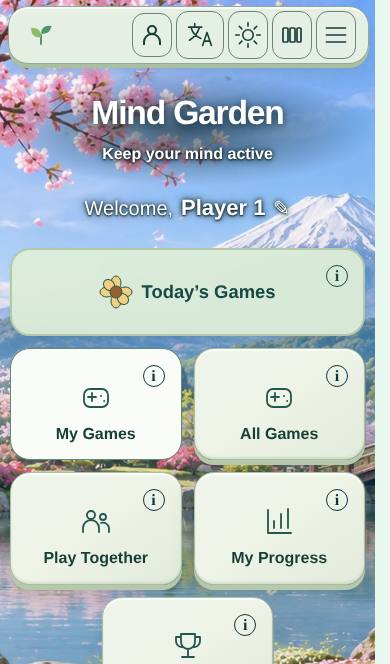 Mind Garden
Keep your mind active
Welcome, Player 1 ✎
Today’s Games
i
My Games
i
All Games
i
Play Together
i
My Progress
i
i